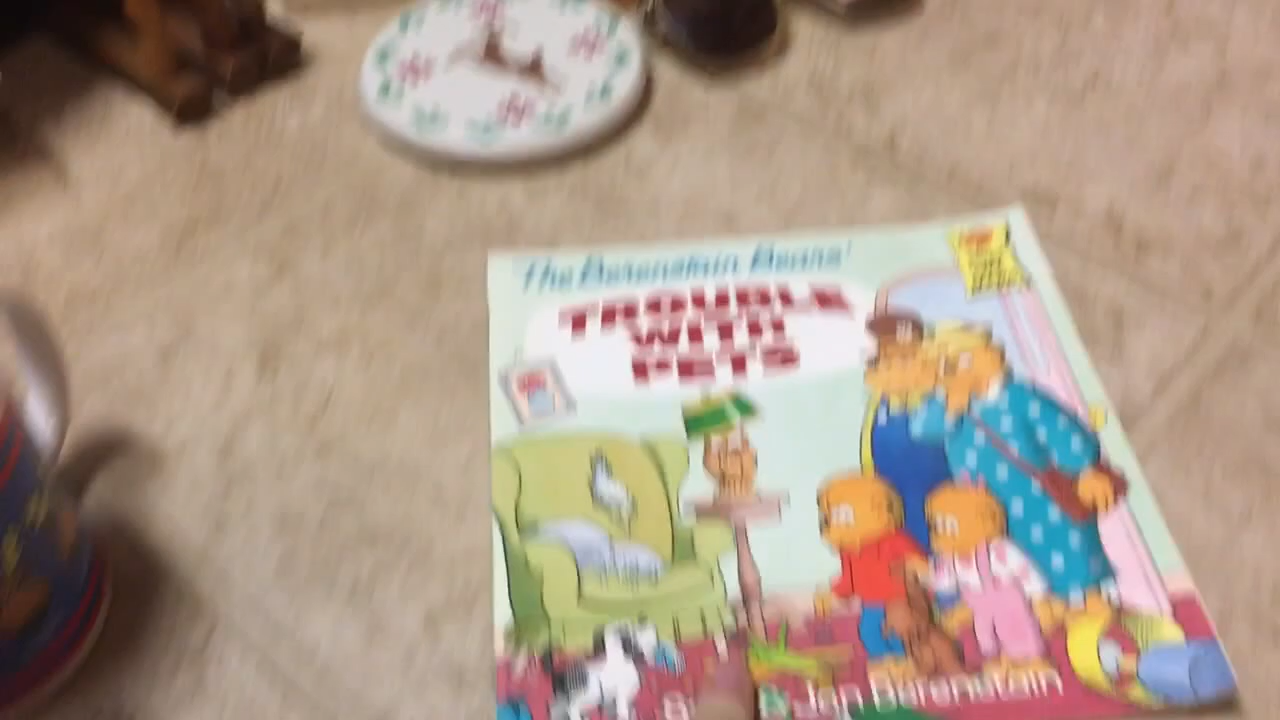 The Berenstain Bears'
TROUBLE
WITH
PETS
& Jan Berenstain